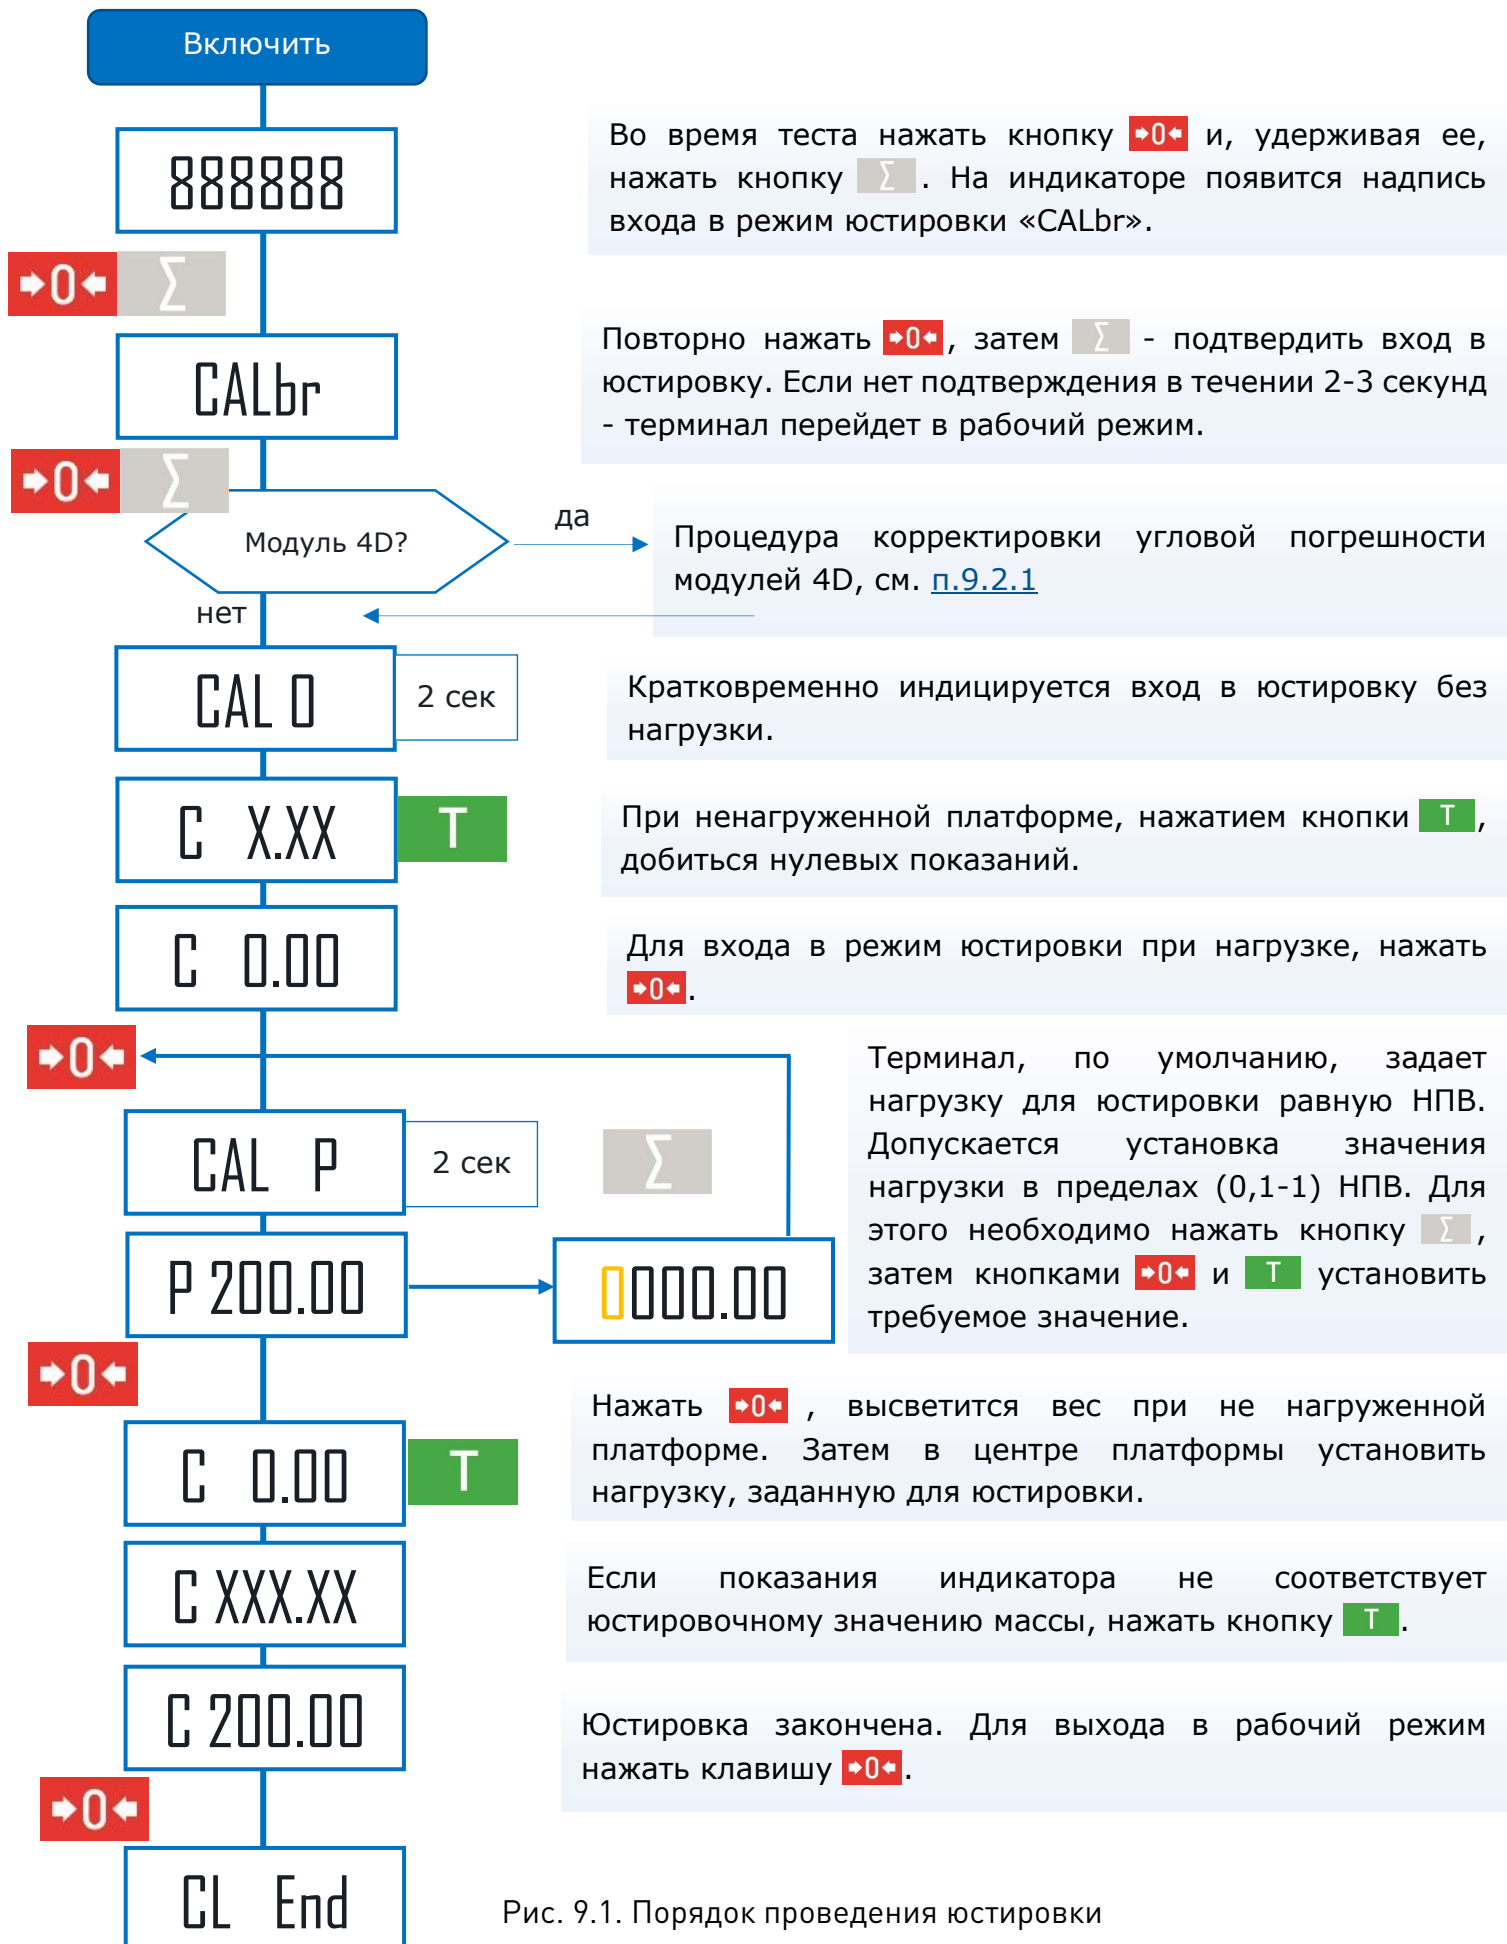 Включить
888888
Во время теста нажать кнопку →0← и, удерживая ее,
нажать кнопку Σ . На индикаторе появится надпись
входа в режим юстировки «CALbr».
→0← Σ
CALbr
Повторно нажать →0← , затем Σ - подтвердить вход в
юстировку. Если нет подтверждения в течении 2-3 секунд
- терминал перейдет в рабочий режим.
→0← Σ
Модуль 4D?
да
Процедура корректировки угловой погрешности
модулей 4D, см. п.9.2.1
нет
CAL 0
2 сек
Кратковременно индицируется вход в юстировку без
нагрузки.
C X.XX
T
При ненагруженной платформе, нажатием кнопки T ,
добиться нулевых показаний.
C 0.00
Для входа в режим юстировки при нагрузке, нажать
→0← .
→0←
CAL P
2 сек
Σ
Терминал, по умолчанию, задает
нагрузку для юстировки равную НПВ.
Допускается установка значения
нагрузки в пределах (0,1-1) НПВ. Для
этого необходимо нажать кнопку Σ ,
затем кнопками →0← и T установить
требуемое значение.
P 200.00
0000.00
→0←
C 0.00
T
Нажать →0← , высветится вес при не нагруженной
платформе. Затем в центре платформы установить
нагрузку, заданную для юстировки.
C XXX.XX
Если показания индикатора не соответствует
юстировочному значению массы, нажать кнопку T .
C 200.00
Юстировка закончена. Для выхода в рабочий режим
нажать клавишу →0← .
→0←
CL End
Рис. 9.1. Порядок проведения юстировки